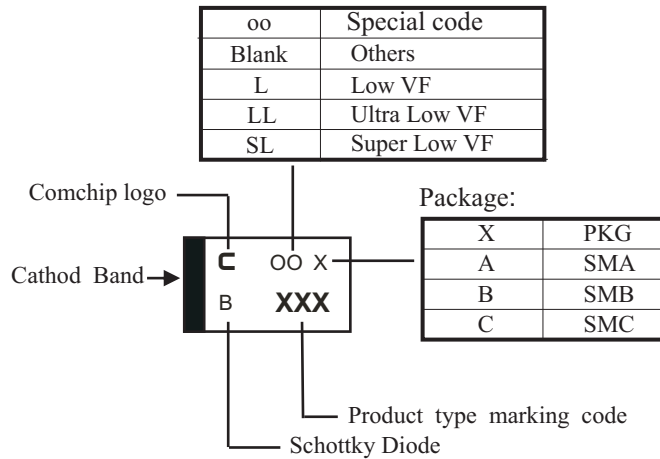 oo Special code
Blank Others
L Low VF
LL Ultra Low VF
SL Super Low VF
Comchip logo
Package:
X PKG
A SMA
B SMB
C SMC
Cathod Band
C OO X
B XXX
Product type marking code
Schottky Diode